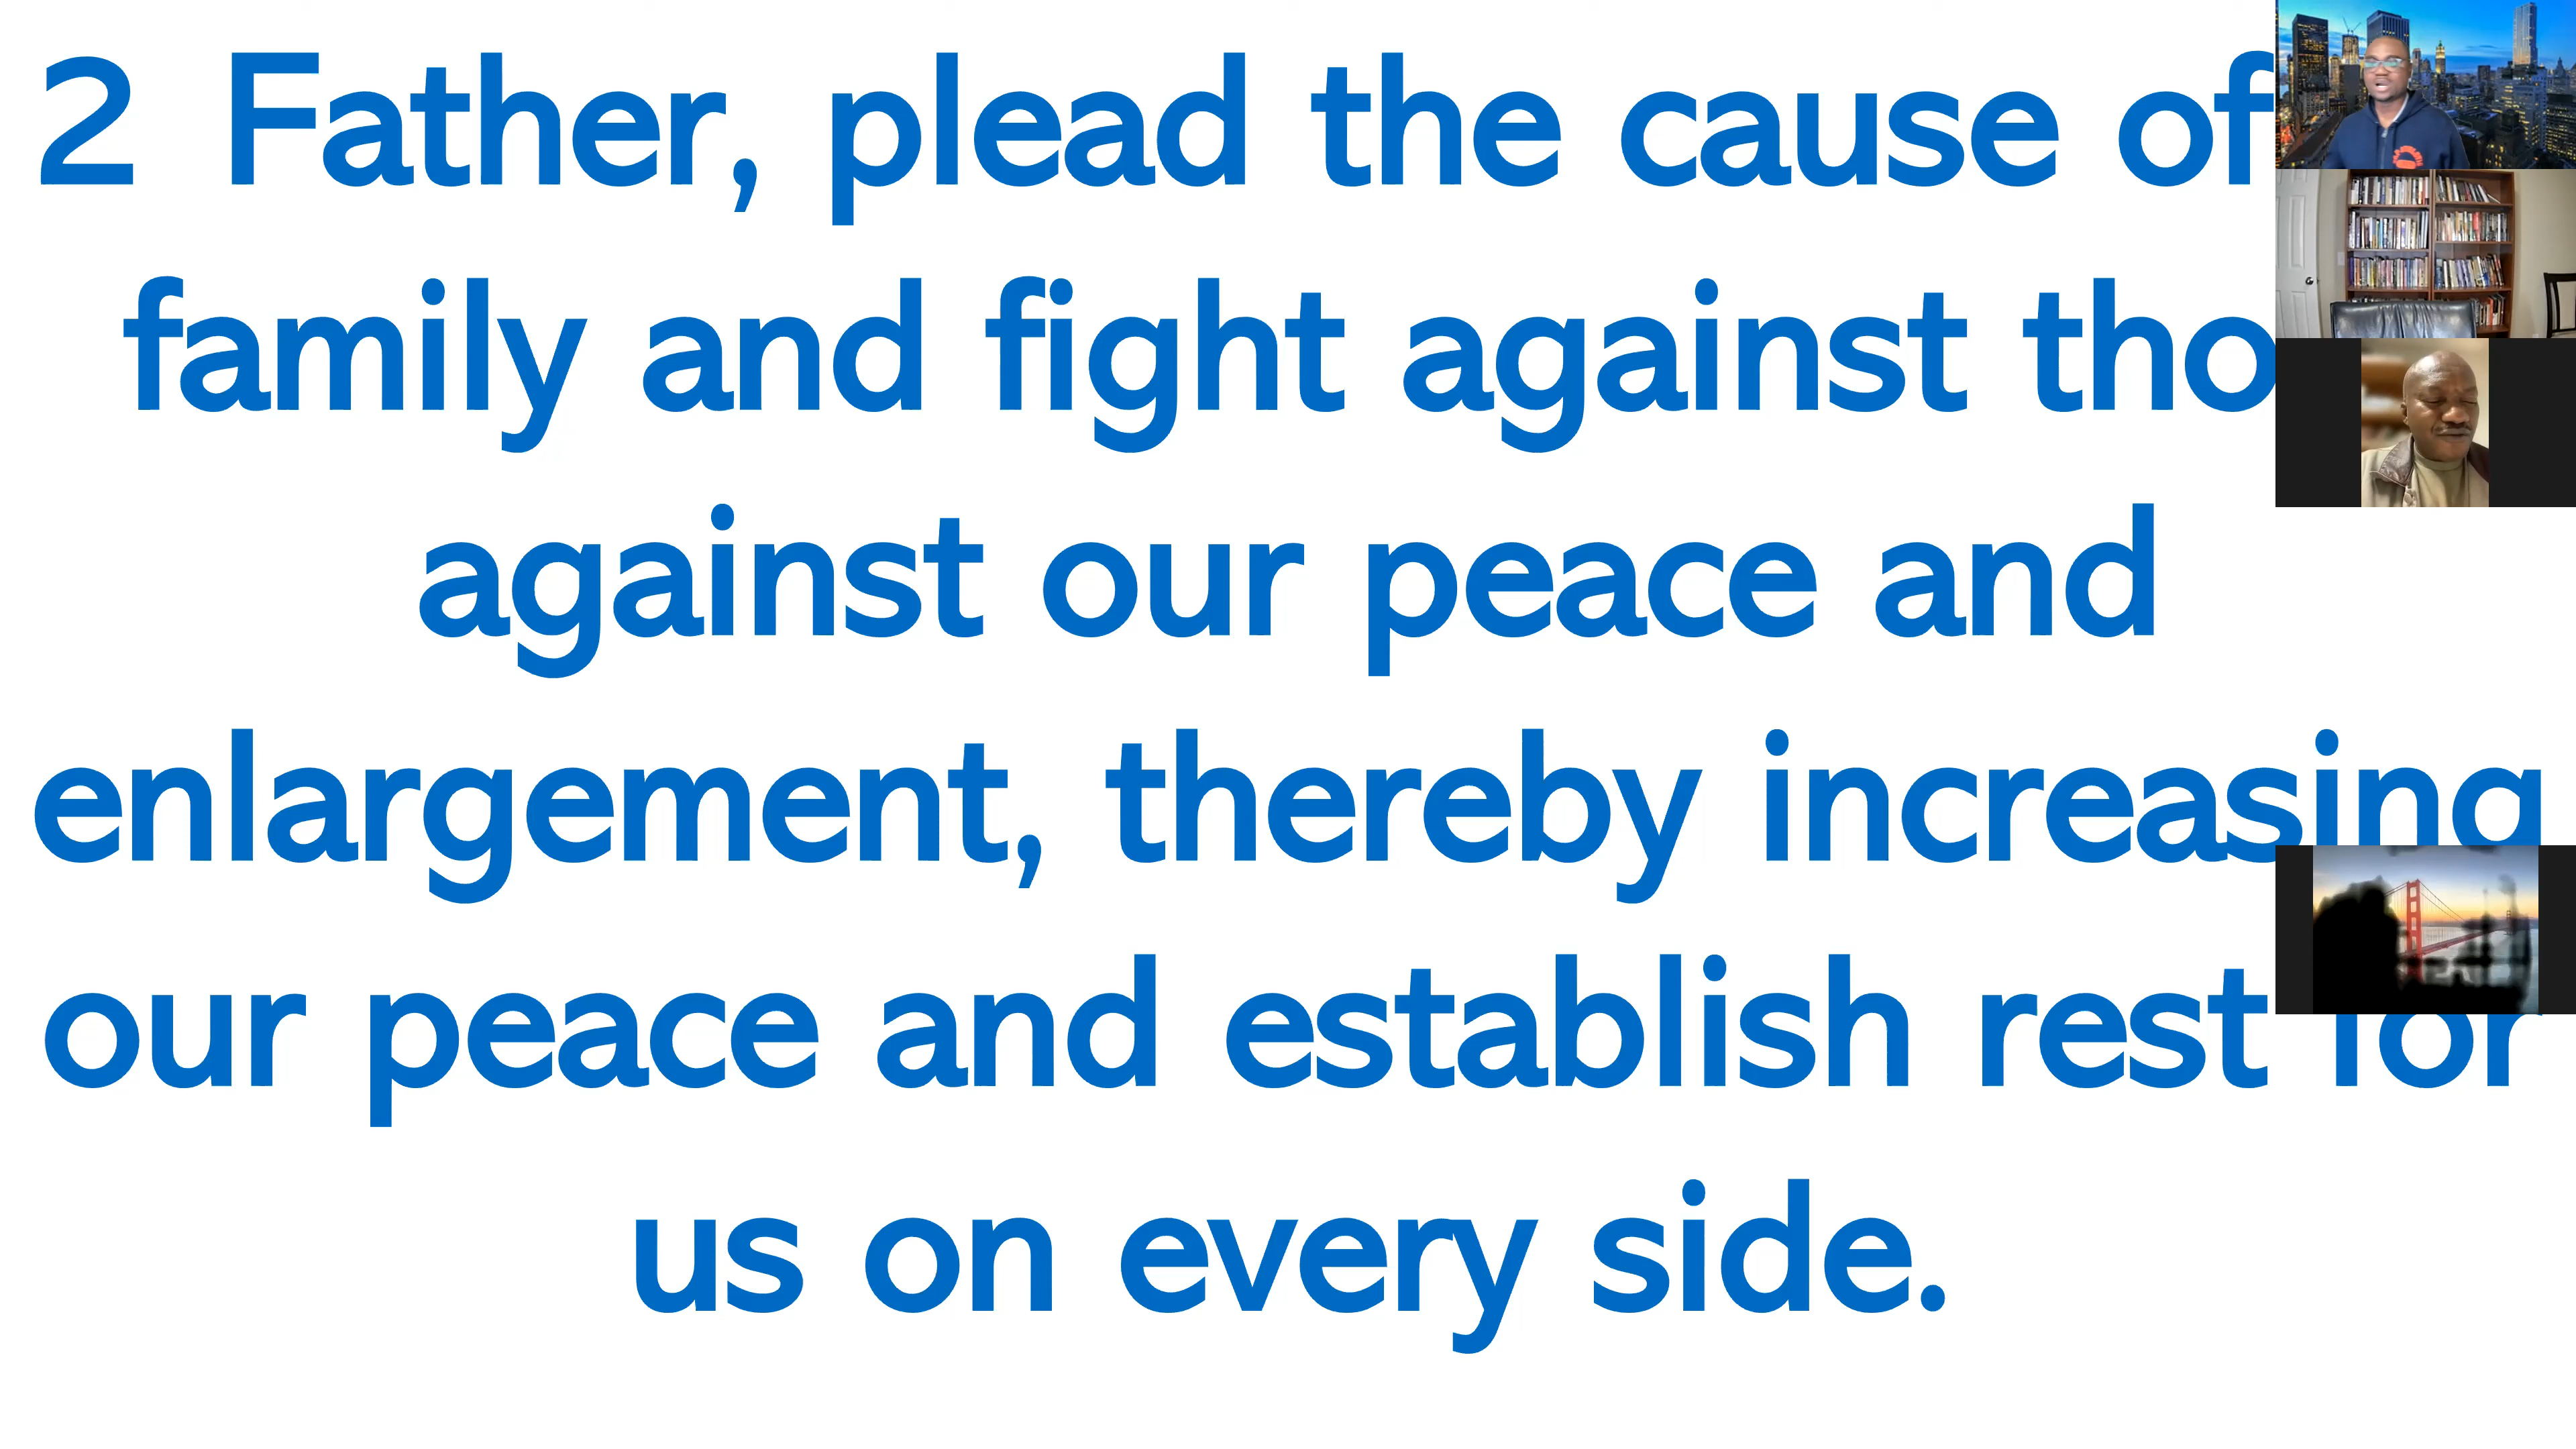 2 Father, plead the cause of
family and fight against
against our peace and
enlargement, thereby increasing
our peace and establish rest for
us on every side.